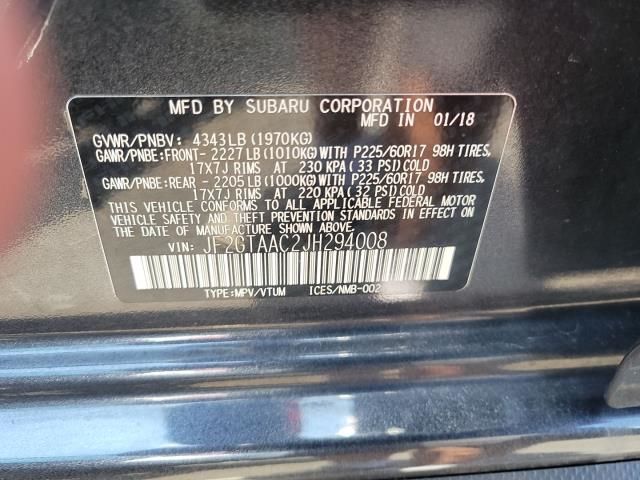 MFD BY SUBARU CORPORATION
MFD IN 01/18
GVWR/PNBV: 4343LB (1970KG)
GAWR/PNBE:FRONT- 2227LB (1010KG) WITH P225/60R17 98H TIRES,
17X7J RIMS AT 230 KPA (33 PSI) COLD
GAWR/PNBE:REAR - 2205LB (1000KG) WITH P225/60R17 98H TIRES,
17X7J RIMS AT 220 KPA (32 PSI) COLD
THIS VEHICLE CONFORMS TO ALL APPLICABLE FEDERAL MOTOR
VEHICLE SAFETY AND THEFT PREVENTION STANDARDS IN EFFECT ON
THE DATE OF MANUFACTURE SHOWN ABOVE.
VIN: JF2GTAAC2JH294008
TYPE:MPV/VTUM ICES/NMB-002